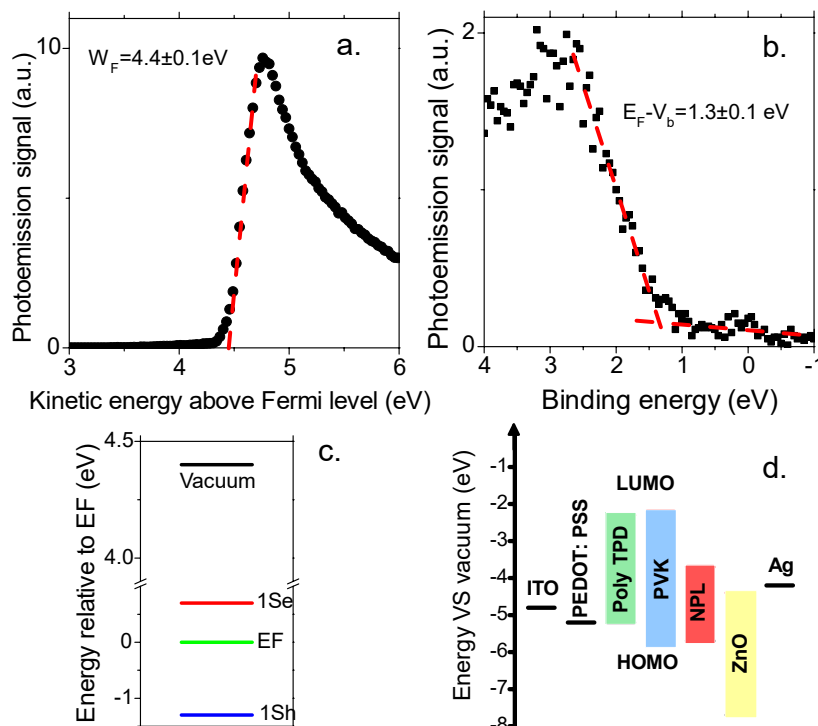 a.
W_F=4.4±0.1eV
10
5
0
Photoemission signal (a.u.)
3 4 5 6
Kinetic energy above Fermi level (eV)
b.
E_F-V_b=1.3±0.1 eV
2
1
0
Photoemission signal (a.u.)
4 3 2 1 0 -1
Binding energy (eV)
c.
4.5
4.0
0
-1
Energy relative to EF (eV)
Vacuum
1Se
EF
1Sh
d.
Energy VS vacuum (eV)
-1
-2
-3
-4
-5
-6
-7
-8
LUMO
ITO
PEDOT: PSS
Poly TPD
PVK
NPL
ZnO
Ag
HOMO